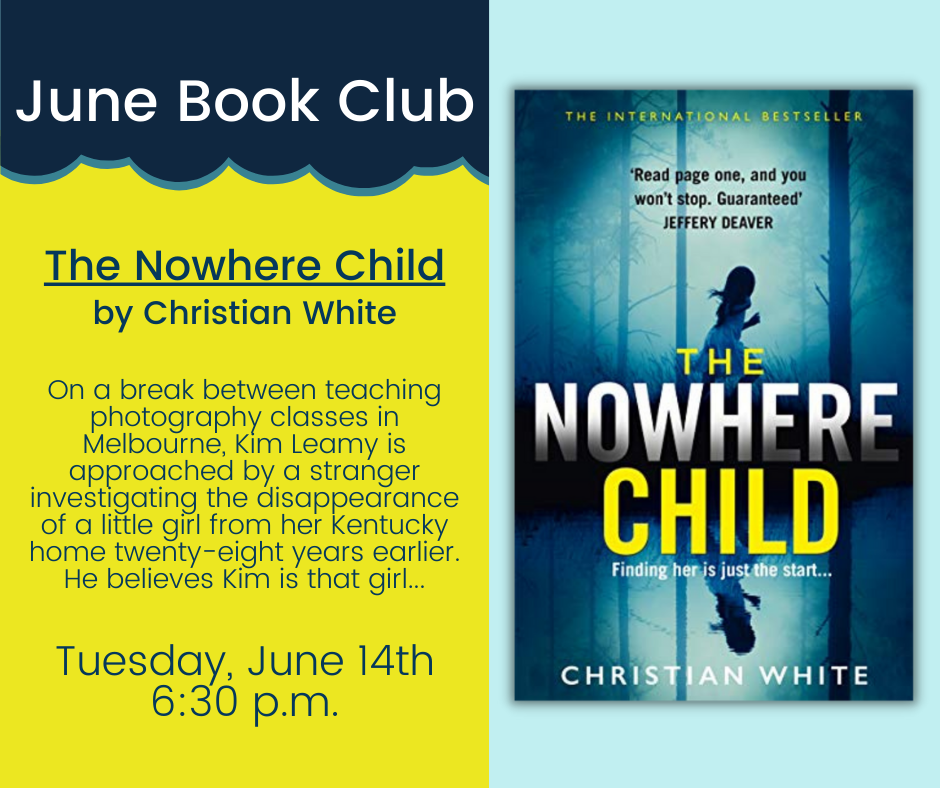 June Book Club
The Nowhere Child
by Christian White
On a break between teaching
photography classes in
Melbourne, Kim Leamy is
approached by a stranger
investigating the disappearance
of a little girl from her Kentucky
home twenty-eight years earlier.
He believes Kim is that girl...
Tuesday, June 14th
6:30 p.m.
THE INTERNATIONAL BESTSELLER
‘Read page one, and you
won’t stop. Guaranteed’
JEFFERY DEAVER
THE
NOWHERE
CHILD
Finding her is just the start...
CHRISTIAN WHITE